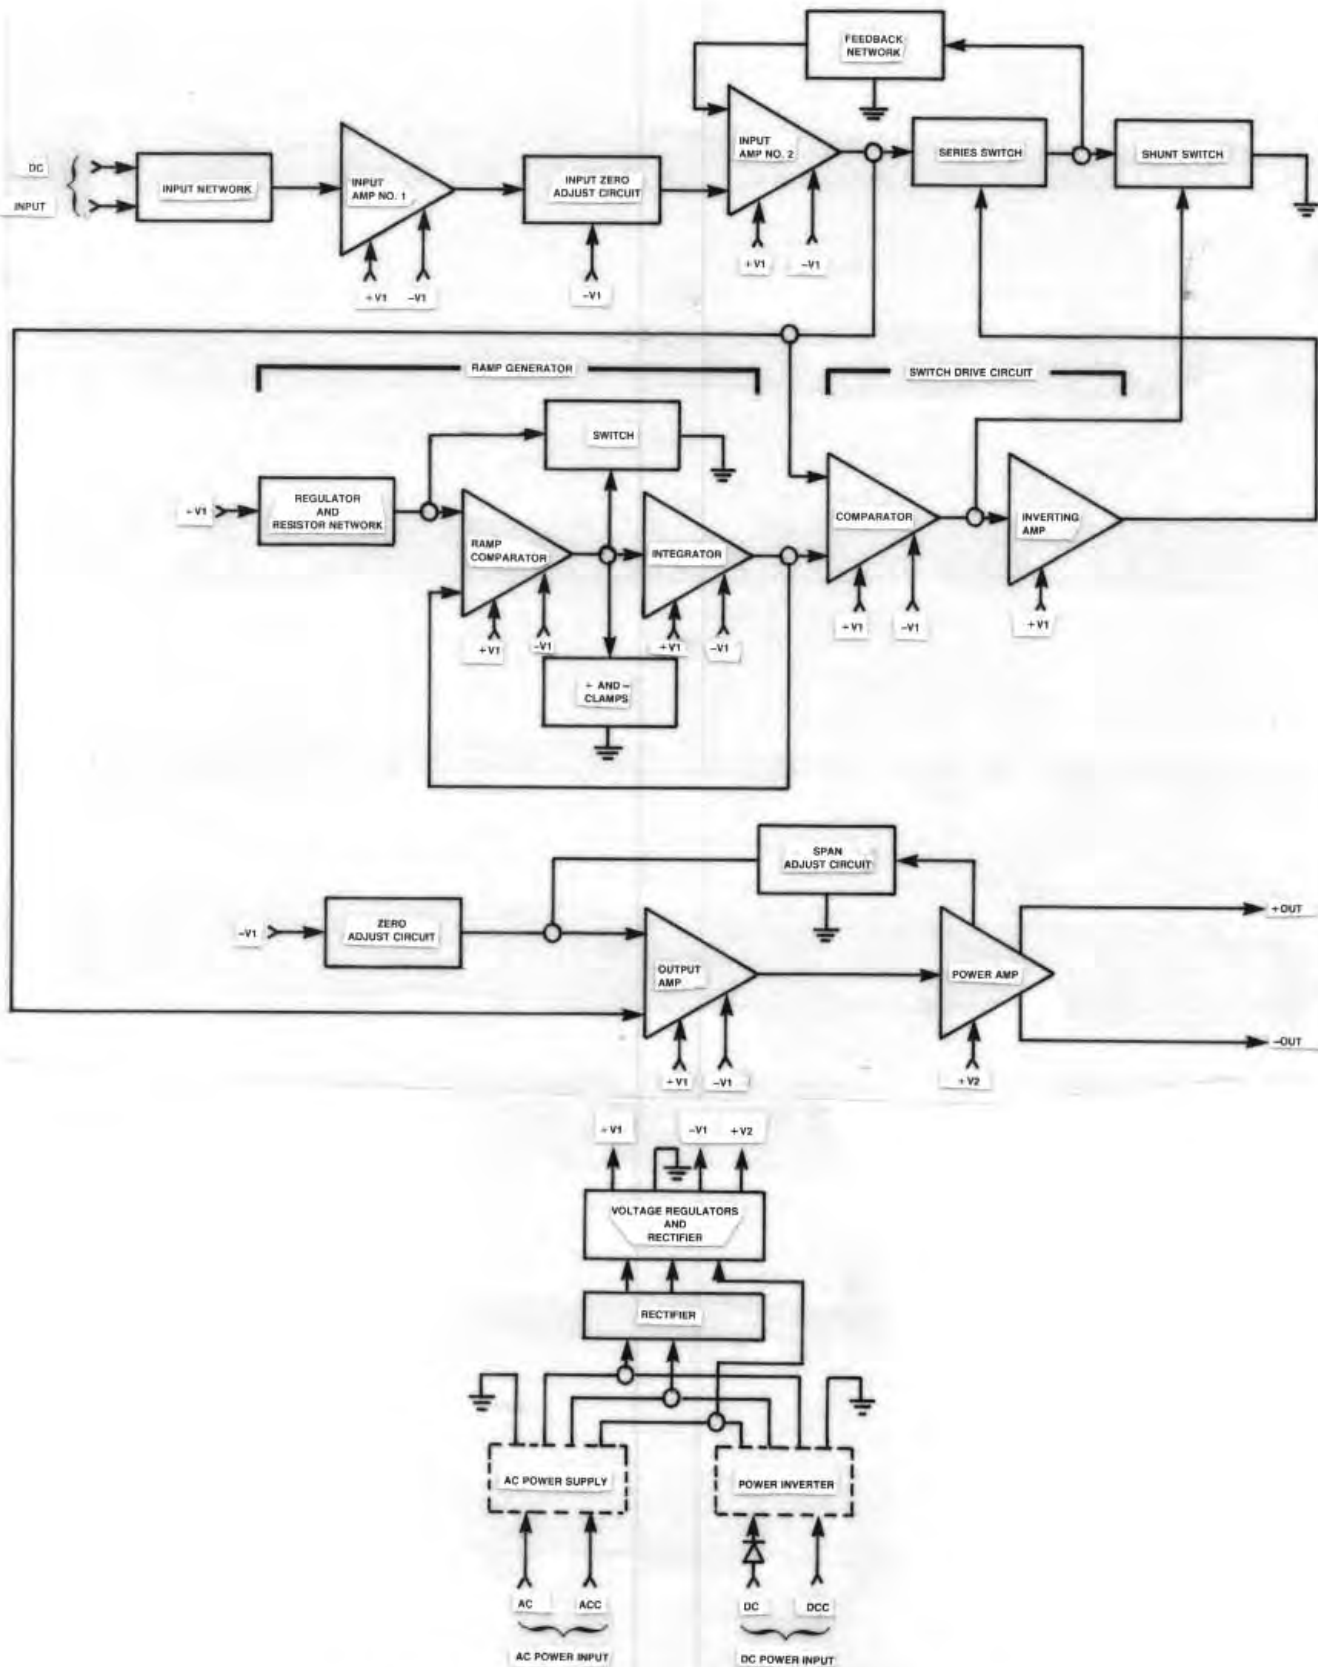 FEEDBACK
NETWORK
DC
INPUT
INPUT NETWORK
INPUT
AMP NO. 1
INPUT ZERO
ADJUST CIRCUIT
INPUT
AMP NO. 2
SERIES SWITCH
SHUNT SWITCH
+V1
-V1
-V1
+V1
-V1
RAMP GENERATOR
SWITCH DRIVE CIRCUIT
SWITCH
+V1
REGULATOR
AND
RESISTOR NETWORK
RAMP
COMPARATOR
INTEGRATOR
COMPARATOR
INVERTING
AMP
+V1
-V1
+V1
-V1
+V1
-V1
+V1
+ AND -
CLAMPS
SPAN
ADJUST CIRCUIT
-V1
ZERO
ADJUST CIRCUIT
OUTPUT
AMP
POWER AMP
+OUT
-OUT
+V1
-V1
+V2
+V1
-V1
+V2
VOLTAGE REGULATORS
AND
RECTIFIER
RECTIFIER
AC POWER SUPPLY
POWER INVERTER
AC
ACC
DC
DCC
AC POWER INPUT
DC POWER INPUT